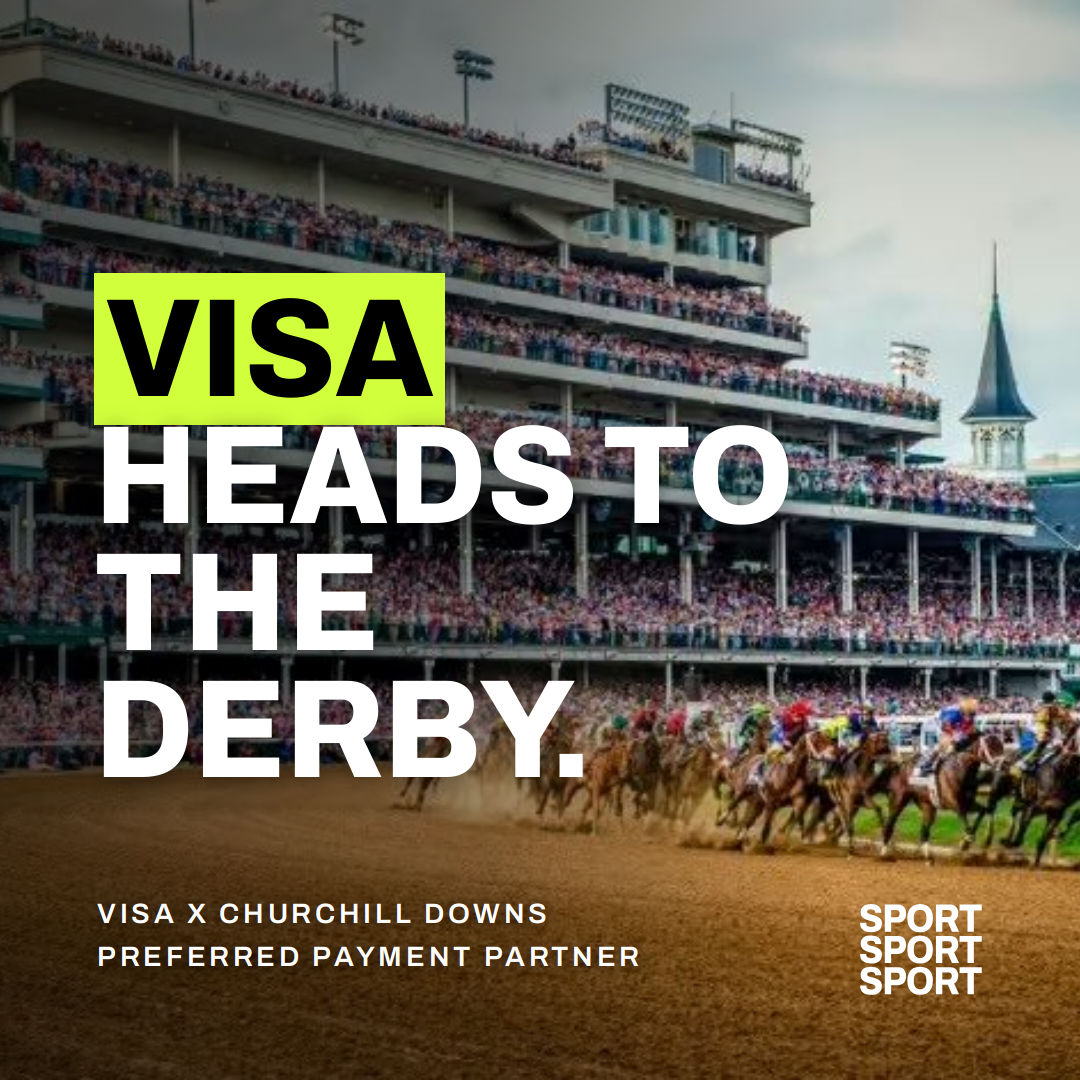 VISA
HEADS TO
THE
DERBY.
VISA X CHURCHILL DOWNS
PREFERRED PAYMENT PARTNER
SPORT
SPORT
SPORT